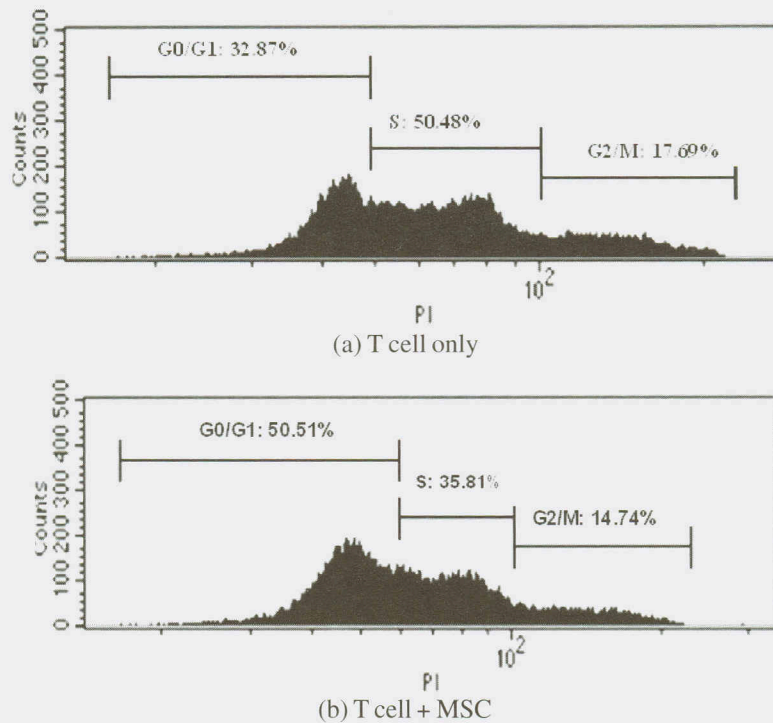 500
400
300
200
100
0
Counts
G0/G1: 32.87%
S: 50.48%
G2/M: 17.69%
10²
PI
(a) T cell only
500
400
300
200
100
0
Counts
G0/G1: 50.51%
S: 35.81%
G2/M: 14.74%
10²
PI
(b) T cell + MSC